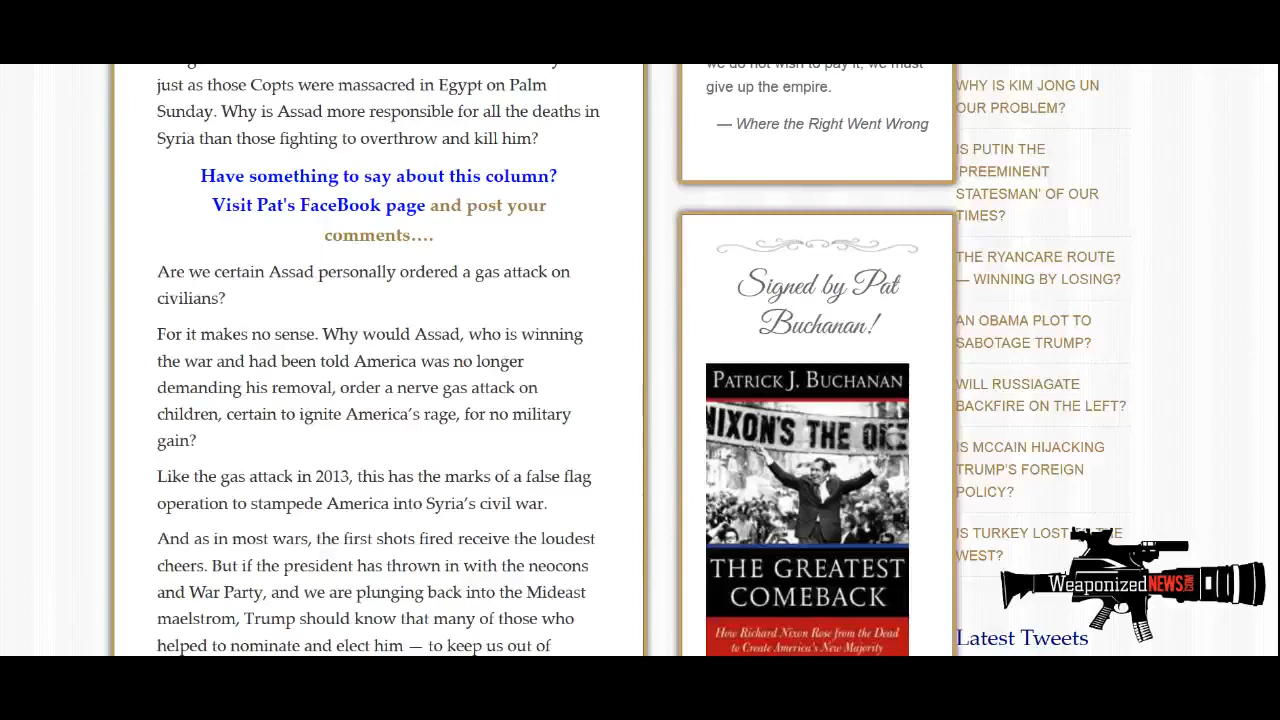 just as those Copts were massacred in Egypt on Palm
Sunday. Why is Assad more responsible for all the deaths in
Syria than those fighting to overthrow and kill him?
Have something to say about this column?
Visit Pat's FaceBook page and post your
comments….
Are we certain Assad personally ordered a gas attack on
civilians?
For it makes no sense. Why would Assad, who is winning
the war and had been told America was no longer
demanding his removal, order a nerve gas attack on
children, certain to ignite America’s rage, for no military
gain?
Like the gas attack in 2013, this has the marks of a false flag
operation to stampede America into Syria’s civil war.
And as in most wars, the first shots fired receive the loudest
cheers. But if the president has thrown in with the neocons
and War Party, and we are plunging back into the Mideast
maelstrom, Trump should know that many of those who
helped to nominate and elect him — to keep us out of
we do not wish to pay it, we must
give up the empire.
— Where the Right Went Wrong
Signed by Pat
Buchanan!
PATRICK J. BUCHANAN
NIXON'S THE ONE
THE GREATEST
COMEBACK
How Richard Nixon Rose from the Dead
to Create America's New Majority
WHY IS KIM JONG UN
OUR PROBLEM?
IS PUTIN THE
‘PREEMINENT
STATESMAN’ OF OUR
TIMES?
THE RYANCARE ROUTE
— WINNING BY LOSING?
AN OBAMA PLOT TO
SABOTAGE TRUMP?
WILL RUSSIAGATE
BACKFIRE ON THE LEFT?
IS MCCAIN HIJACKING
TRUMP’S FOREIGN
POLICY?
IS TURKEY LOST TO THE
WEST?
WEAPONIZEDNEWS.COM
Latest Tweets